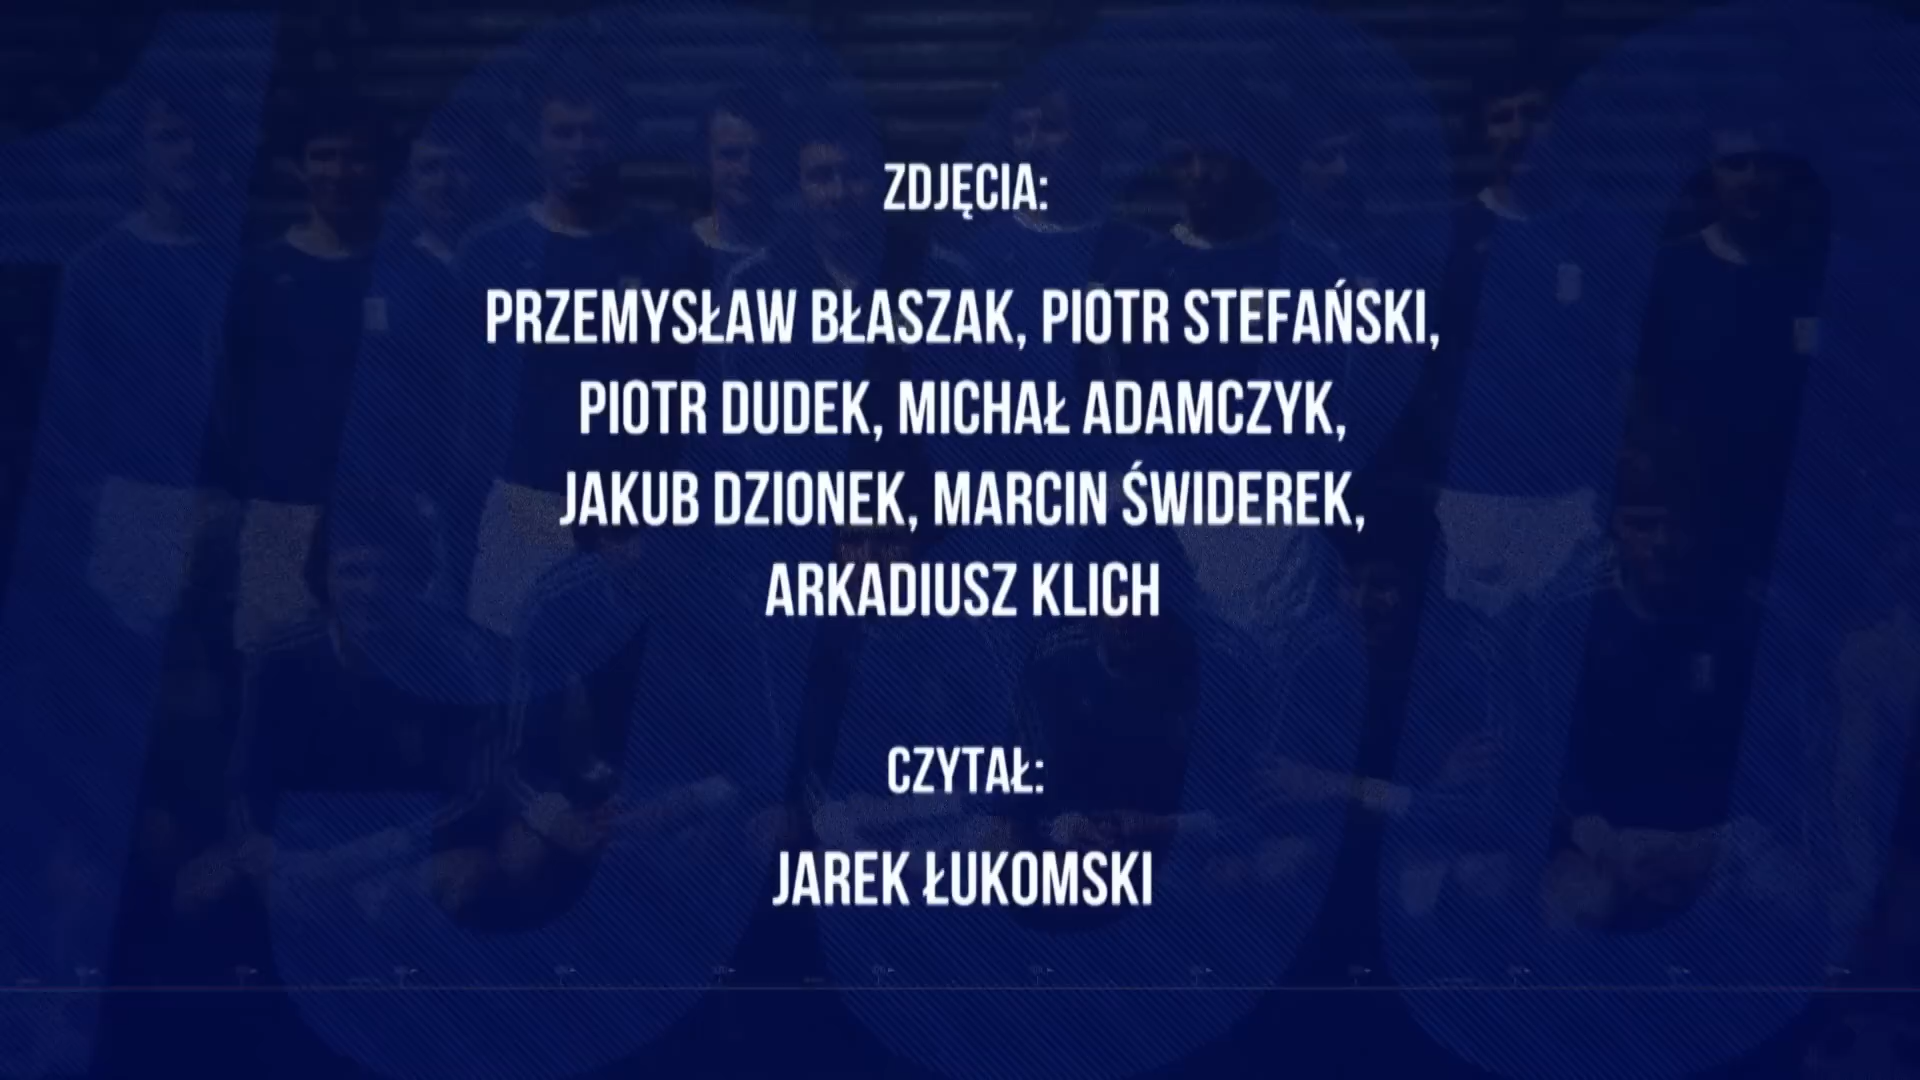 ZDJĘCIA:
PRZEMYSŁAW BŁASZAK, PIOTR STEFAŃSKI,
PIOTR DUDEK, MICHAŁ ADAMCZYK,
JAKUB DZIONEK, MARCIN ŚWIDEREK,
ARKADIUSZ KLICH
CZYTAŁ:
JAREK ŁUKOMSKI